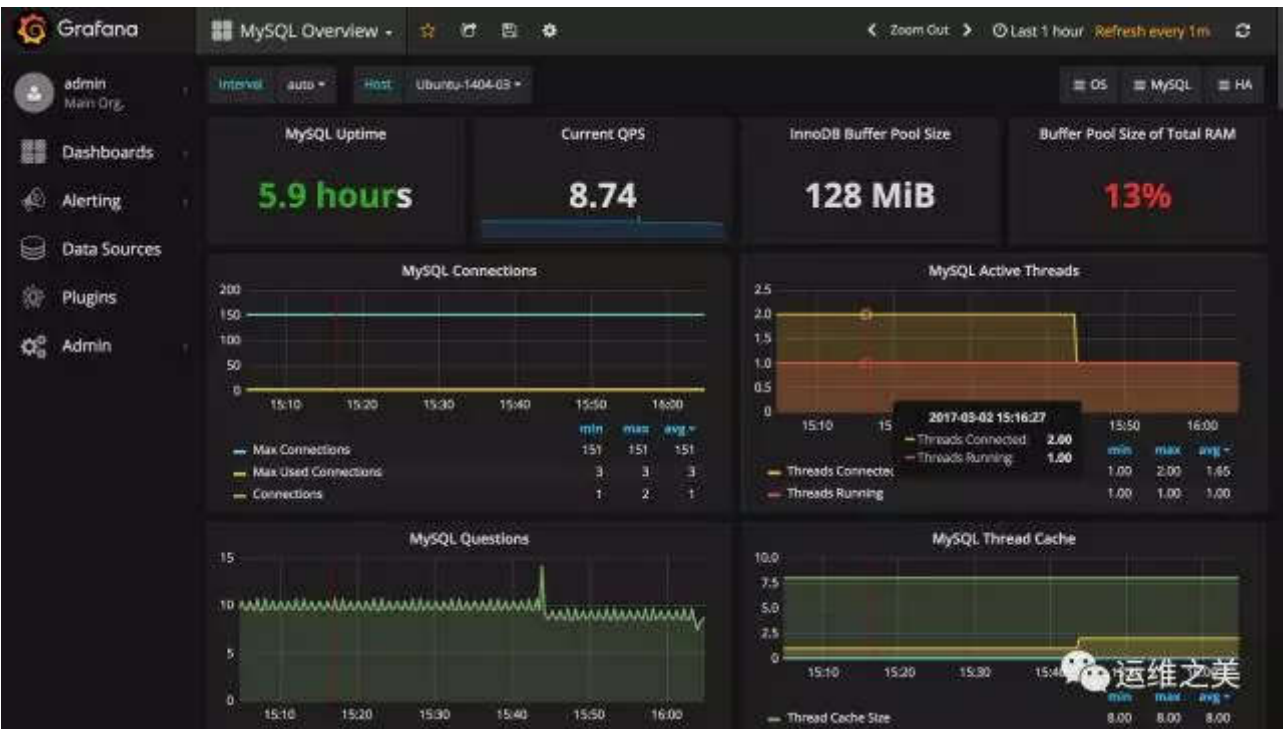 Grafana
MySQL Overview
Zoom Out
Last 1 hour Refresh every 1m
admin
Main Org.
Dashboards
Alerting
Data Sources
Plugins
Admin
Interval auto Host Ubuntu-1404-03
OS MySQL HA
MySQL Uptime
5.9 hours
Current QPS
8.74
InnoDB Buffer Pool Size
128 MiB
Buffer Pool Size of Total RAM
13%
MySQL Connections
200
150
100
50
0
15:10 15:20 15:30 15:40 15:50 16:00
min max avg
Max Connections 151 151 151
Max Used Connections 3 3 3
Connections 1 2 1
MySQL Active Threads
2.5
2.0
1.5
1.0
0.5
0
15:10 15 15:50 16:00
2017-03-02 15:16:27
Threads Connected: 2.00
Threads Running: 1.00
min max avg
Threads Connected 1.00 2.00 1.65
Threads Running 1.00 1.00 1.00
MySQL Questions
15
10
5
0
15:10 15:20 15:30 15:40 15:50 16:00
MySQL Thread Cache
10.0
7.5
5.0
2.5
0
15:10 15:20 15:30
运维之美
min max avg
Thread Cache Size 8.00 8.00 8.00